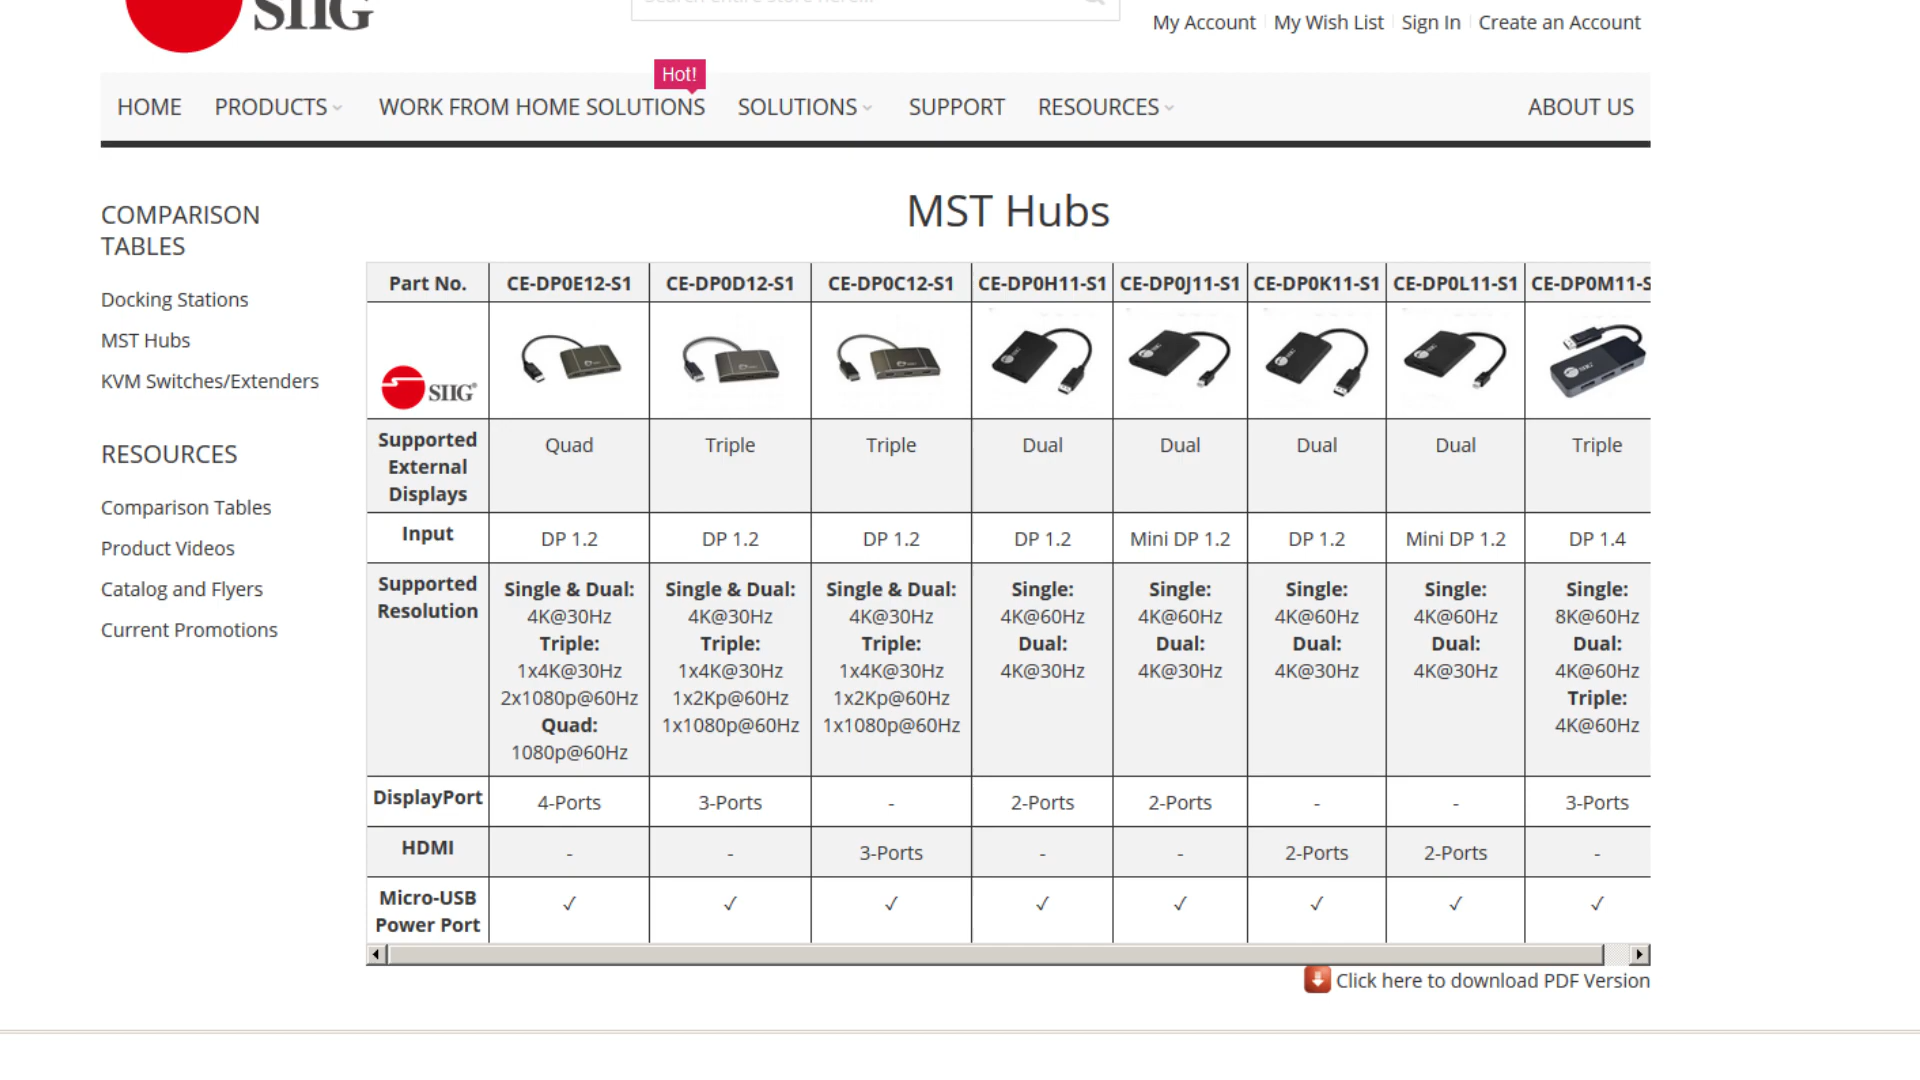 SIIG
Search entire store here...
My Account My Wish List Sign In Create an Account
Hot!
HOME PRODUCTS WORK FROM HOME SOLUTIONS SOLUTIONS SUPPORT RESOURCES ABOUT US
COMPARISON
TABLES
Docking Stations
MST Hubs
KVM Switches/Extenders
RESOURCES
Comparison Tables
Product Videos
Catalog and Flyers
Current Promotions
MST Hubs
Part No. CE-DP0E12-S1 CE-DP0D12-S1 CE-DP0C12-S1 CE-DP0H11-S1 CE-DP0J11-S1 CE-DP0K11-S1 CE-DP0L11-S1 CE-DP0M11-S
SIIG
Supported
External
Displays
Quad Triple Triple Dual Dual Dual Dual Triple
Input DP 1.2 DP 1.2 DP 1.2 DP 1.2 Mini DP 1.2 DP 1.2 Mini DP 1.2 DP 1.4
Supported
Resolution
Single & Dual: Single & Dual: Single & Dual: Single: Single: Single: Single: Single:
4K@30Hz 4K@30Hz 4K@30Hz 4K@60Hz 4K@60Hz 4K@60Hz 4K@60Hz 8K@60Hz
Triple: Triple: Triple: Dual: Dual: Dual: Dual: Dual:
1x4K@30Hz 1x4K@30Hz 1x4K@30Hz 4K@30Hz 4K@30Hz 4K@30Hz 4K@30Hz 4K@60Hz
2x1080p@60Hz 1x2Kp@60Hz 1x2Kp@60Hz Triple:
Quad: 1x1080p@60Hz 1x1080p@60Hz 4K@60Hz
1080p@60Hz
DisplayPort 4-Ports 3-Ports - 2-Ports 2-Ports - - 3-Ports
HDMI - - 3-Ports - - 2-Ports 2-Ports -
Micro-USB
Power Port
✓ ✓ ✓ ✓ ✓ ✓ ✓ ✓
Click here to download PDF Version